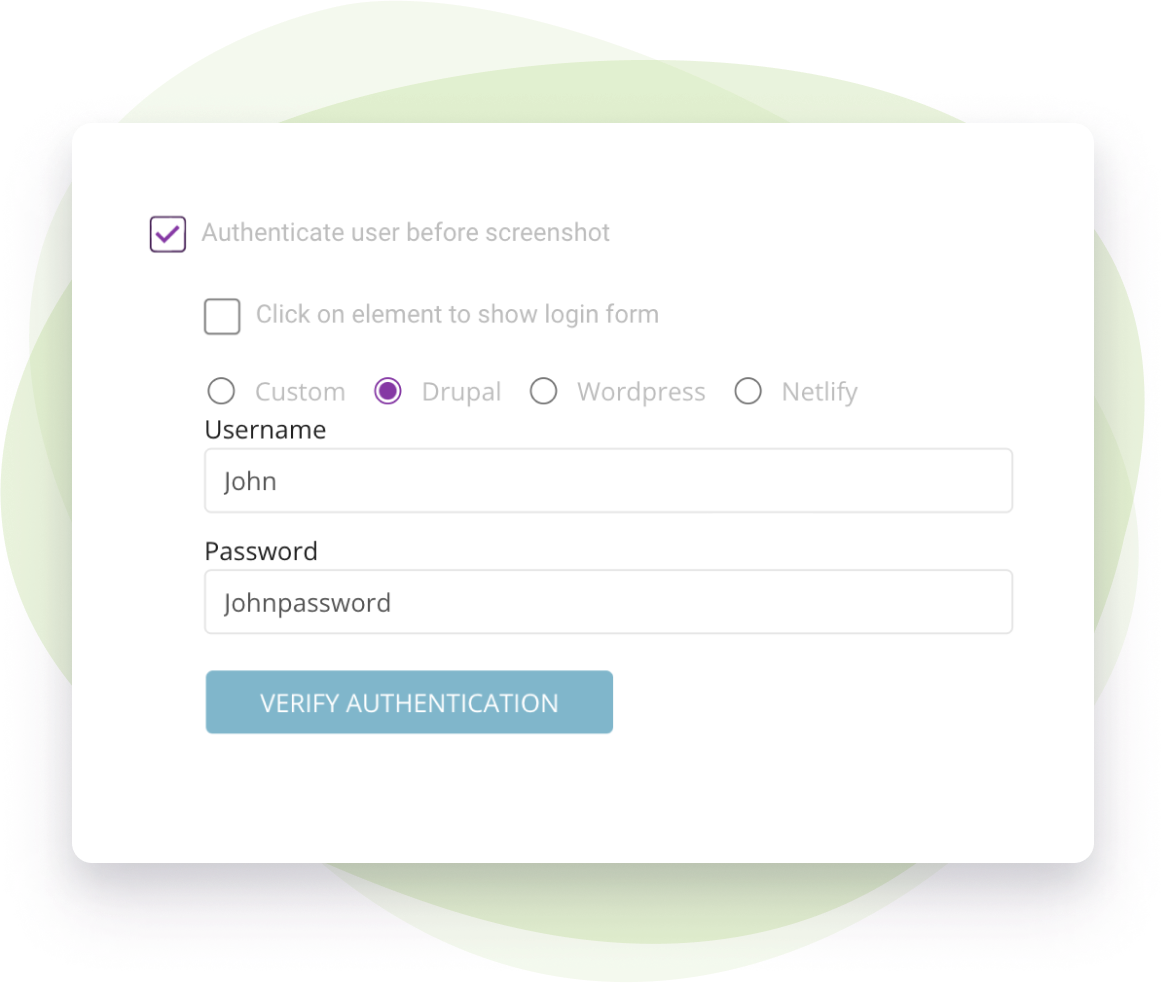 Authenticate user before screenshot
Click on element to show login form
Custom Drupal Wordpress Netlify
Username
John
Password
Johnpassword
VERIFY AUTHENTICATION